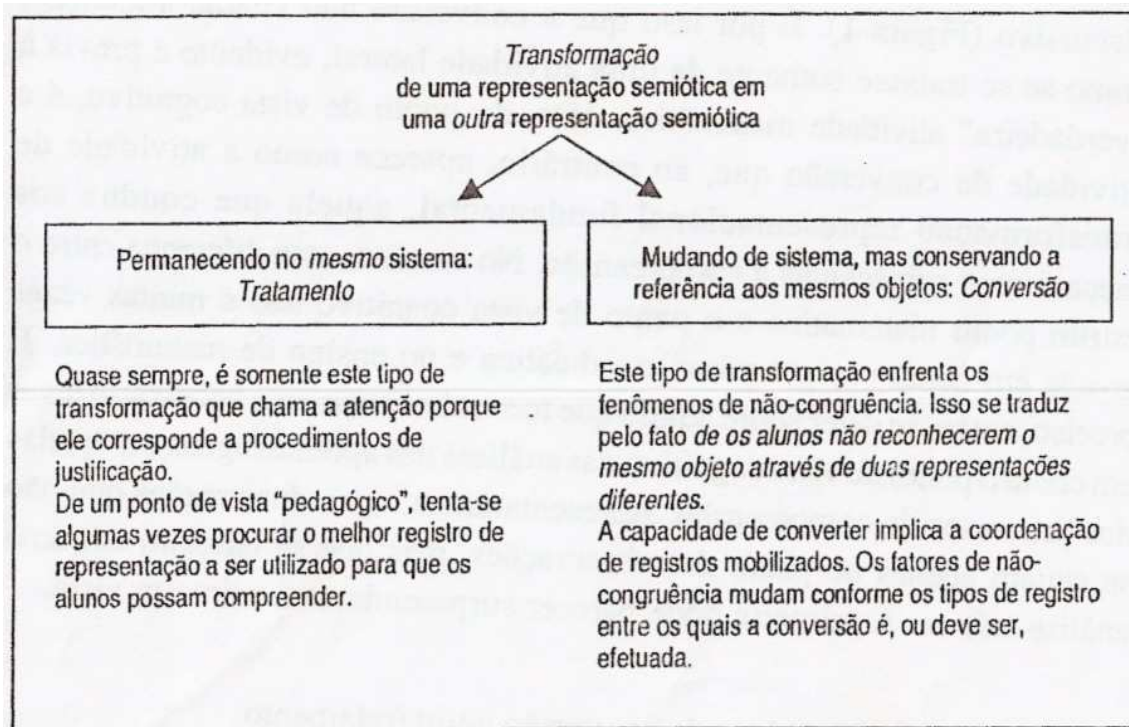 Transformação
de uma representação semiótica em
uma outra representação semiótica
Permanecendo no mesmo sistema:
Tratamento
Mudando de sistema, mas conservando a
referência aos mesmos objetos: Conversão
Quase sempre, é somente este tipo de
transformação que chama a atenção porque
ele corresponde a procedimentos de
justificação.
De um ponto de vista “pedagógico”, tenta-se
algumas vezes procurar o melhor registro de
representação a ser utilizado para que os
alunos possam compreender.
Este tipo de transformação enfrenta os
fenômenos de não-congruência. Isso se traduz
pelo fato de os alunos não reconhecerem o
mesmo objeto através de duas representações
diferentes.
A capacidade de converter implica a coordenação
de registros mobilizados. Os fatores de não-
congruência mudam conforme os tipos de registro
entre os quais a conversão é, ou deve ser,
efetuada.